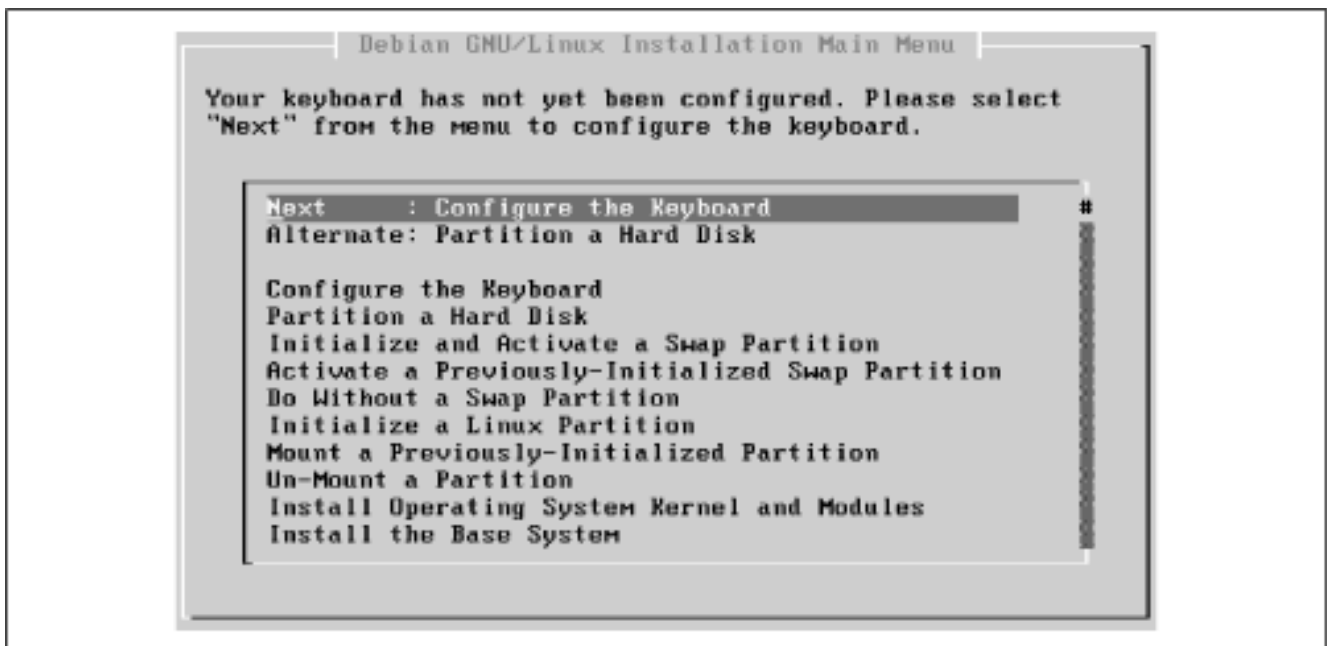 Debian GNU/Linux Installation Main Menu
Your keyboard has not yet been configured. Please select
"Next" from the menu to configure the keyboard.
Next     : Configure the Keyboard
#
Alternate: Partition a Hard Disk
Configure the Keyboard
Partition a Hard Disk
Initialize and Activate a Swap Partition
Activate a Previously-Initialized Swap Partition
Do Without a Swap Partition
Initialize a Linux Partition
Mount a Previously-Initialized Partition
Un-Mount a Partition
Install Operating System Kernel and Modules
Install the Base System